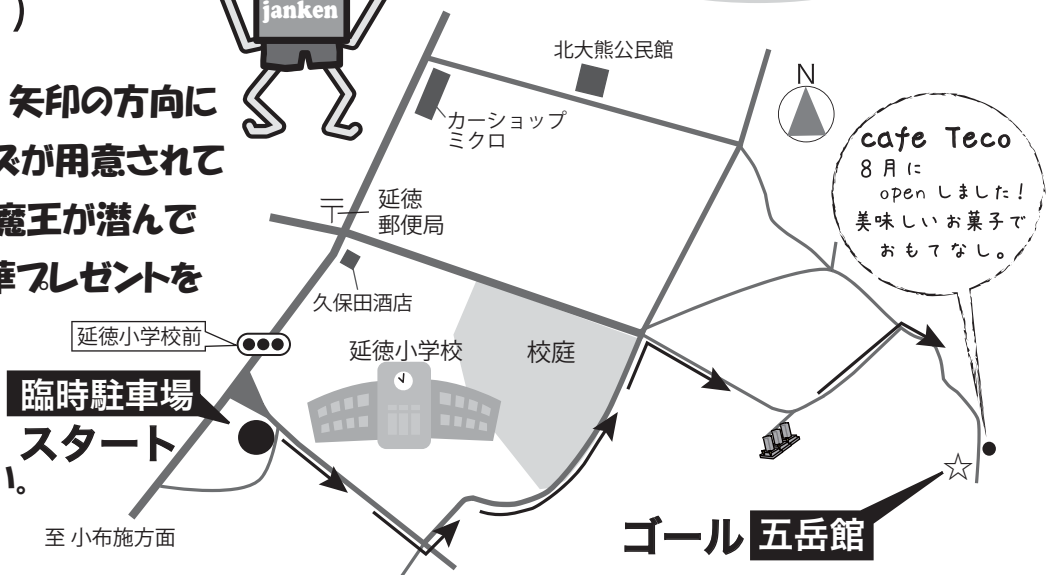 )
janken
矢印の方向に
ズが用意されて
魔王が潜んで
華プレゼントを
い。
北大熊公民館
カーショップ
ミクロ
N
cafe Teco
8月に
openしました!
美味しいお菓子で
おもてなし。
延徳
郵便局
久保田酒店
延徳小学校前
延徳小学校
校庭
臨時駐車場
スタート
至 小布施方面
ゴール 五岳館